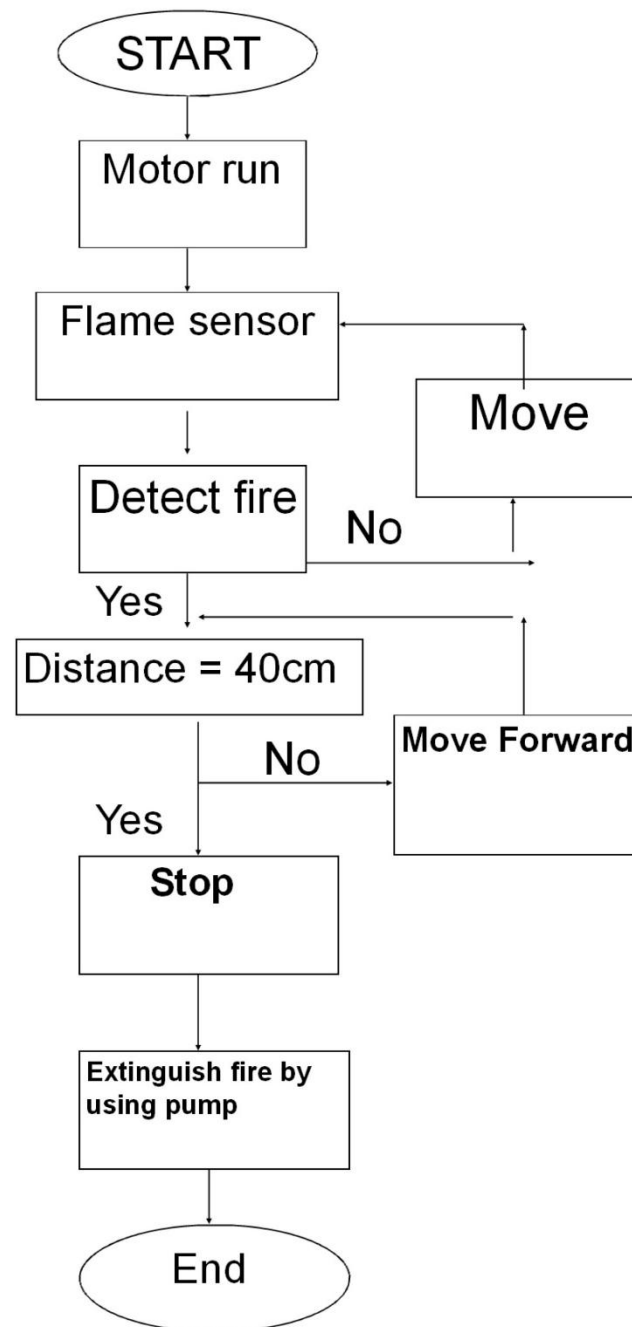 START
Motor run
Flame sensor
Move
Detect fire
No
Yes
Distance = 40cm
Move Forward
No
Yes
Stop
Extinguish fire by
using pump
End